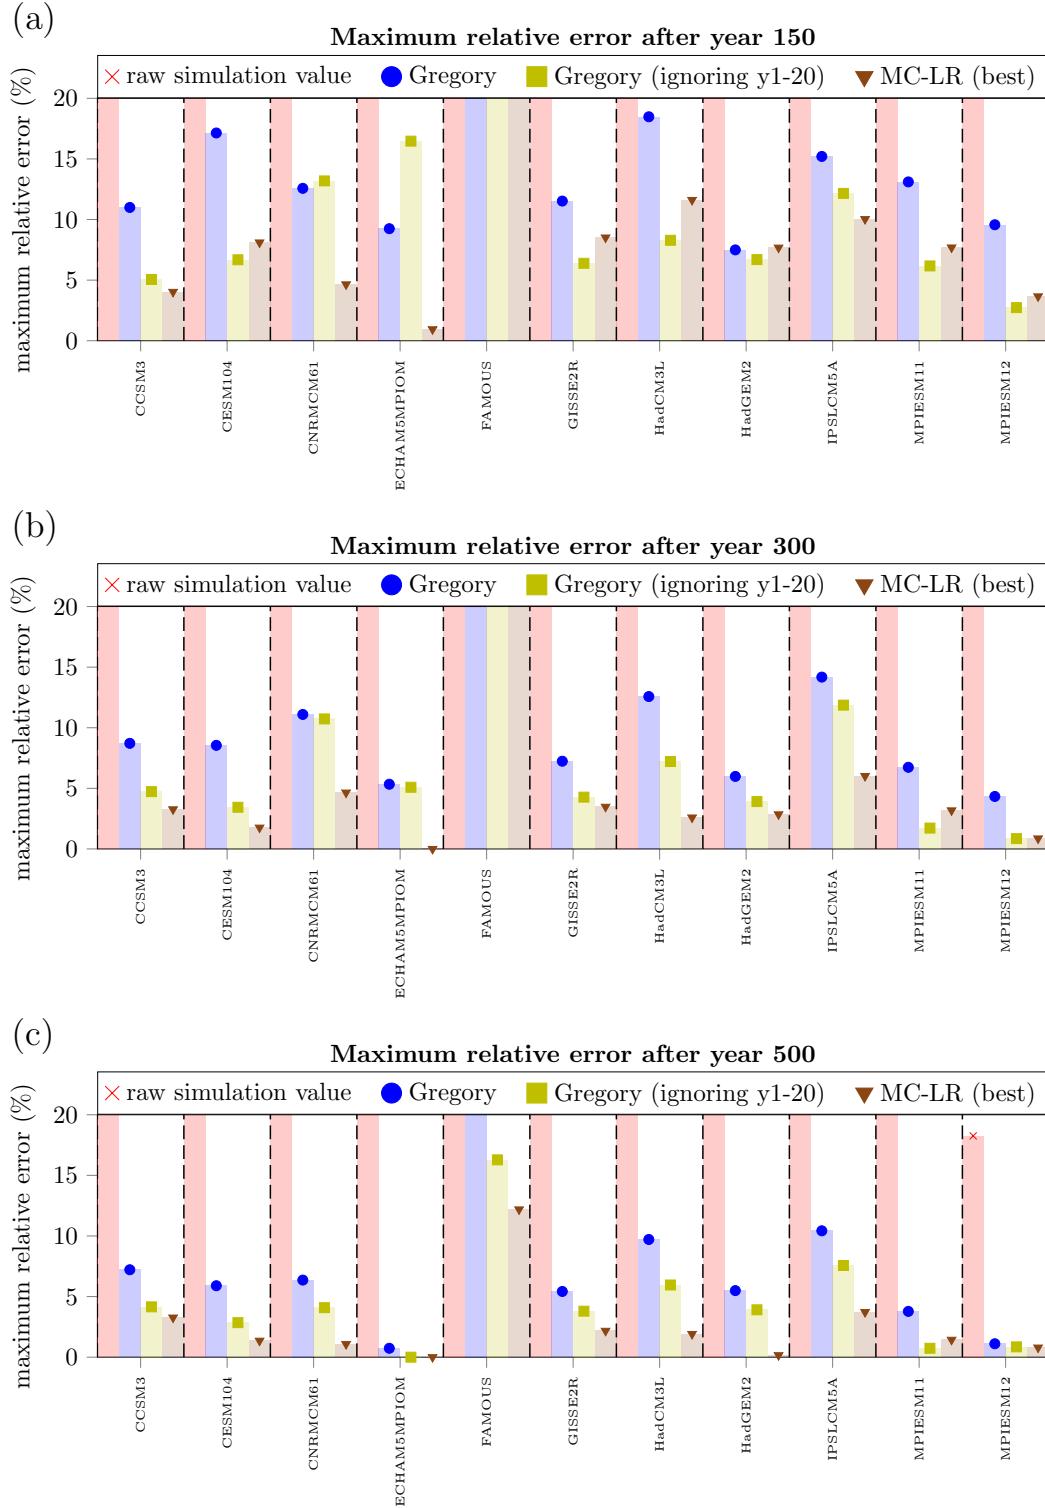 (a)
Maximum relative error after year 150
raw simulation value Gregory Gregory (ignoring y1-20) MC-LR (best)
maximum relative error (%)
20
15
10
5
0
CCSM3
CESM104
CNRMCM61
ECHAM5MPIOM
FAMOUS
GISSE2R
HadCM3L
HadGEM2
IPSLCM5A
MPIESM11
MPIESM12
(b)
Maximum relative error after year 300
raw simulation value Gregory Gregory (ignoring y1-20) MC-LR (best)
maximum relative error (%)
20
15
10
5
0
CCSM3
CESM104
CNRMCM61
ECHAM5MPIOM
FAMOUS
GISSE2R
HadCM3L
HadGEM2
IPSLCM5A
MPIESM11
MPIESM12
(c)
Maximum relative error after year 500
raw simulation value Gregory Gregory (ignoring y1-20) MC-LR (best)
maximum relative error (%)
20
15
10
5
0
CCSM3
CESM104
CNRMCM61
ECHAM5MPIOM
FAMOUS
GISSE2R
HadCM3L
HadGEM2
IPSLCM5A
MPIESM11
MPIESM12